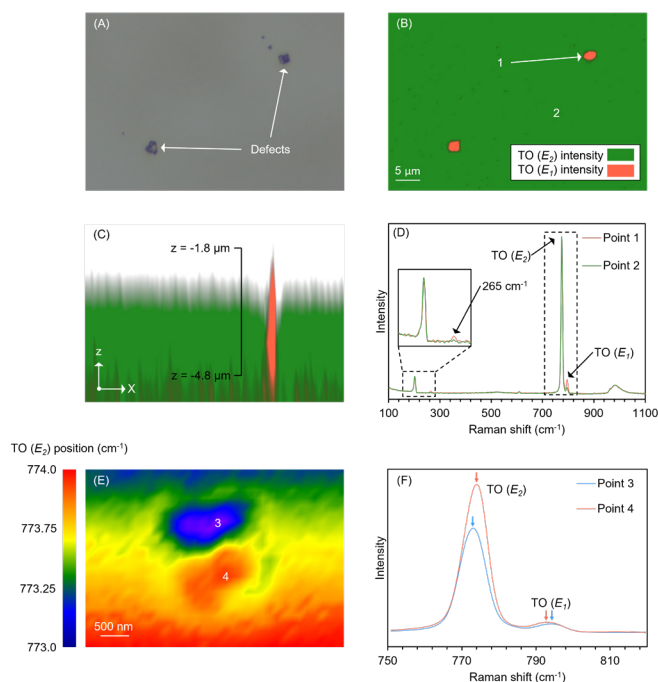 (A)
Defects
(B)
1
2
5 µm
TO (E2) intensity
TO (E1) intensity
(C)
z = -1.8 µm
z = -4.8 µm
z
X
(D)
Point 1
Point 2
TO (E2)
265 cm-1
TO (E1)
Intensity
100 300 500 700 900 1100
Raman shift (cm-1)
TO (E2) position (cm-1)
774.0
773.75
773.25
773.0
(E)
3
4
500 nm
(F)
Point 3
Point 4
TO (E2)
TO (E1)
Intensity
750 770 790 810
Raman shift (cm-1)